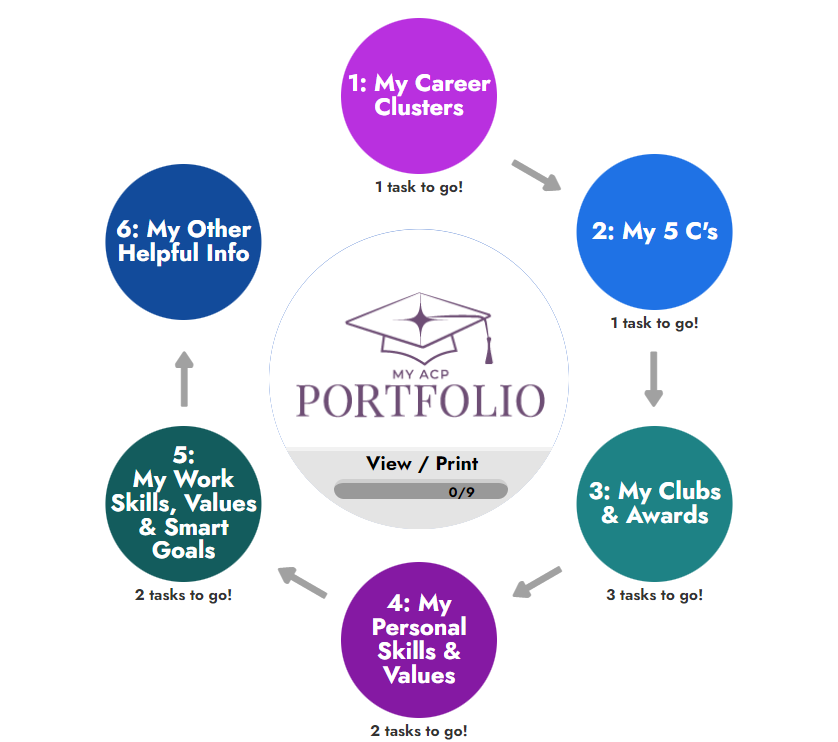 1: My Career
Clusters
1 task to go!
2: My 5 C's
1 task to go!
3: My Clubs
& Awards
3 tasks to go!
4: My
Personal
Skills &
Values
2 tasks to go!
5:
My Work
Skills, Values
& Smart
Goals
2 tasks to go!
6: My Other
Helpful Info
MY ACP
PORTFOLIO
View / Print
0/9